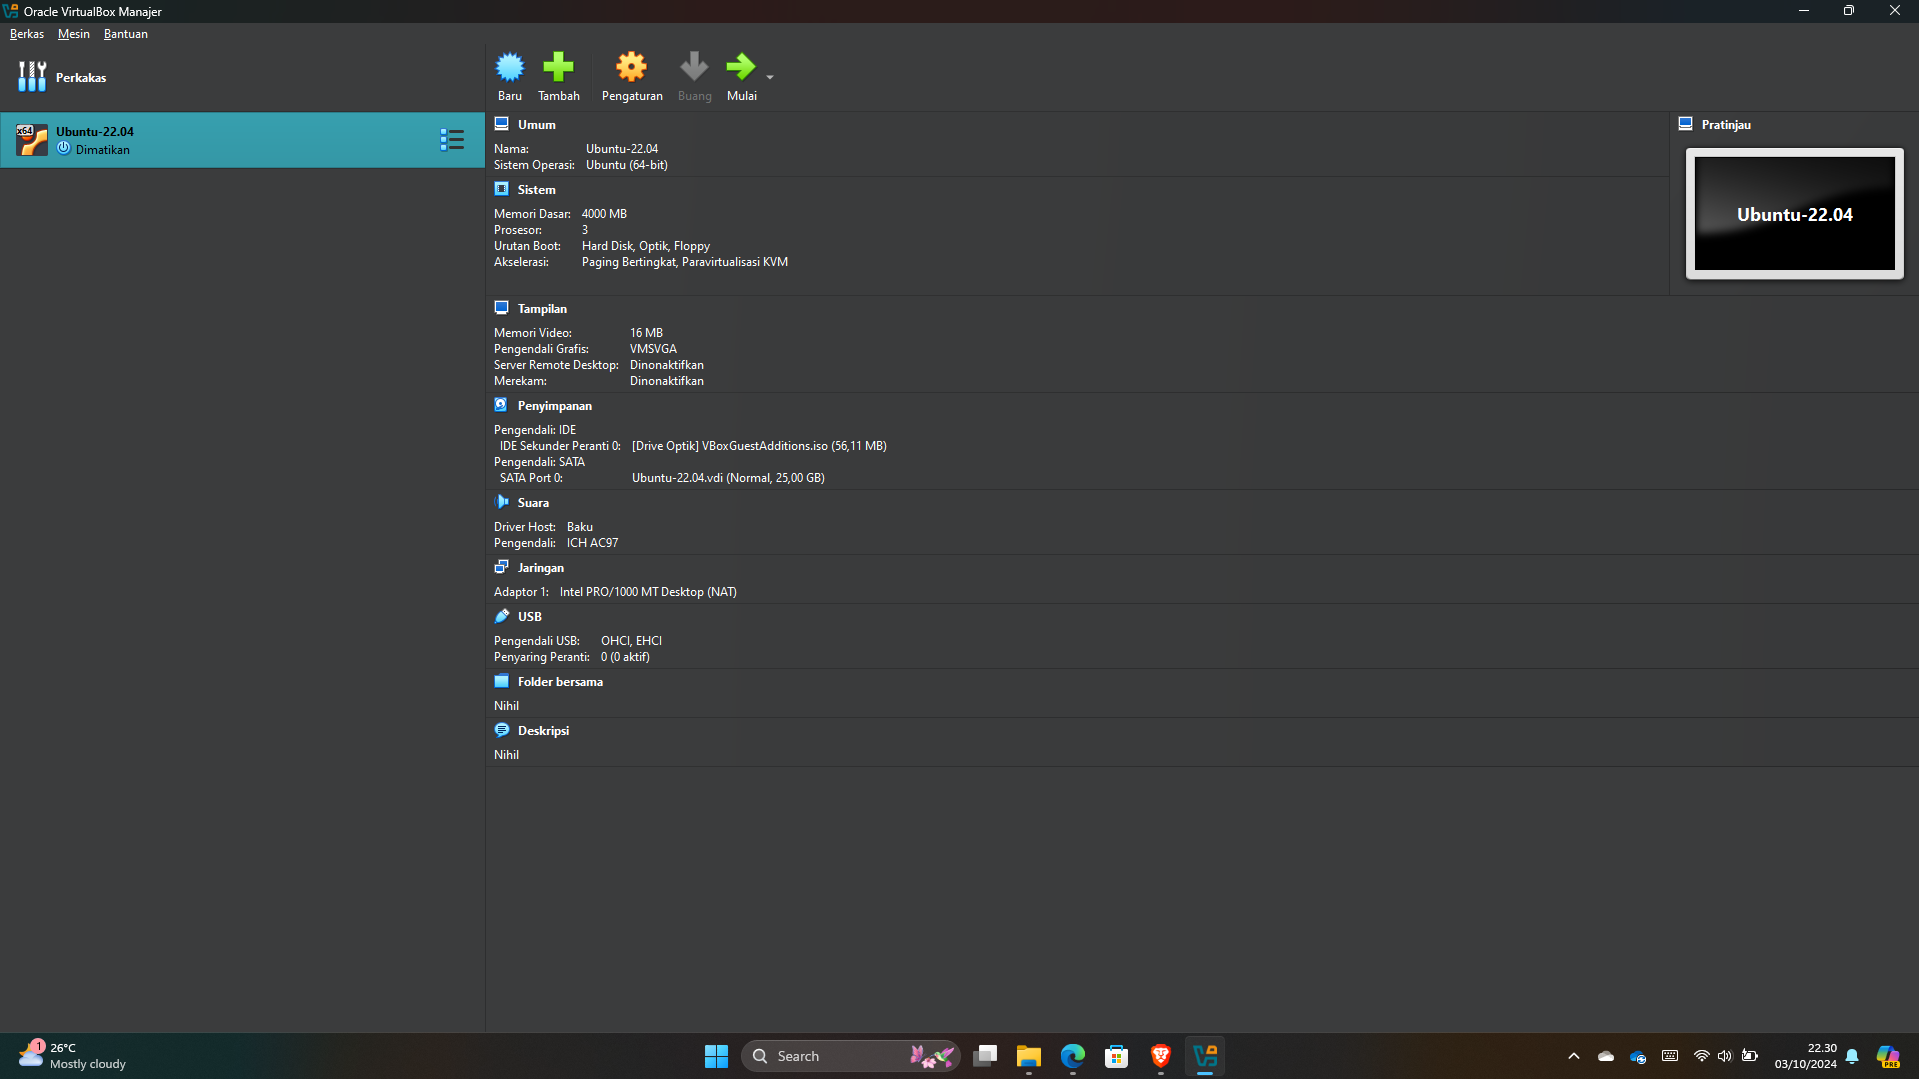 Oracle VirtualBox Manajer
Berkas Mesin Bantuan
Perkakas
Baru Tambah Pengaturan Buang Mulai
x64
Ubuntu-22.04
Dimatikan
Umum
Nama: Ubuntu-22.04
Sistem Operasi: Ubuntu (64-bit)
Pratinjau
Ubuntu-22.04
Sistem
Memori Dasar: 4000 MB
Prosesor: 3
Urutan Boot: Hard Disk, Optik, Floppy
Akselerasi: Paging Bertingkat, Paravirtualisasi KVM
Tampilan
Memori Video: 16 MB
Pengendali Grafis: VMSVGA
Server Remote Desktop: Dinonaktifkan
Merekam: Dinonaktifkan
Penyimpanan
Pengendali: IDE
IDE Sekunder Peranti 0: [Drive Optik] VBoxGuestAdditions.iso (56,11 MB)
Pengendali: SATA
SATA Port 0: Ubuntu-22.04.vdi (Normal, 25,00 GB)
Suara
Driver Host: Baku
Pengendali: ICH AC97
Jaringan
Adaptor 1: Intel PRO/1000 MT Desktop (NAT)
USB
Pengendali USB: OHCI, EHCI
Penyaring Peranti: 0 (0 aktif)
Folder bersama
Nihil
Deskripsi
Nihil
1
26°C
Mostly cloudy
Search
22.30
03/10/2024
PRE